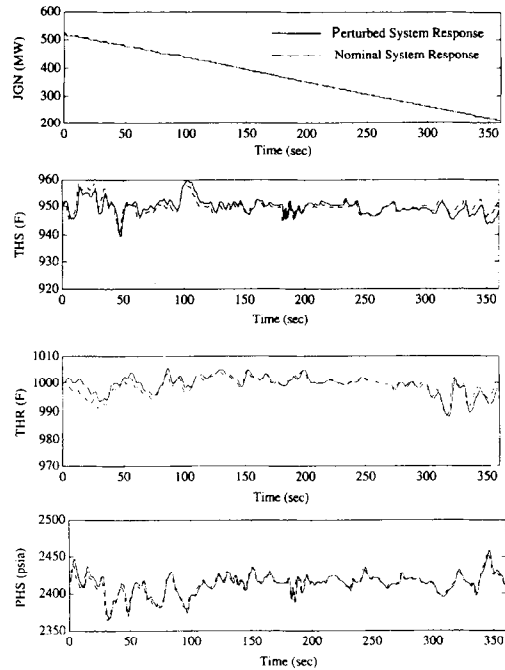 600
500
400
300
200
JGN (MW)
Perturbed System Response
Nominal System Response
0 50 100 150 200 250 300 350
Time (sec)
960
950
940
930
920
THS (F)
0 50 100 150 200 250 300 350
Time (sec)
1010
1000
990
980
970
THR (F)
0 50 100 150 200 250 300 350
Time (sec)
2500
2450
2400
2350
PHS (psia)
0 50 100 150 200 250 300 350
Time (sec)